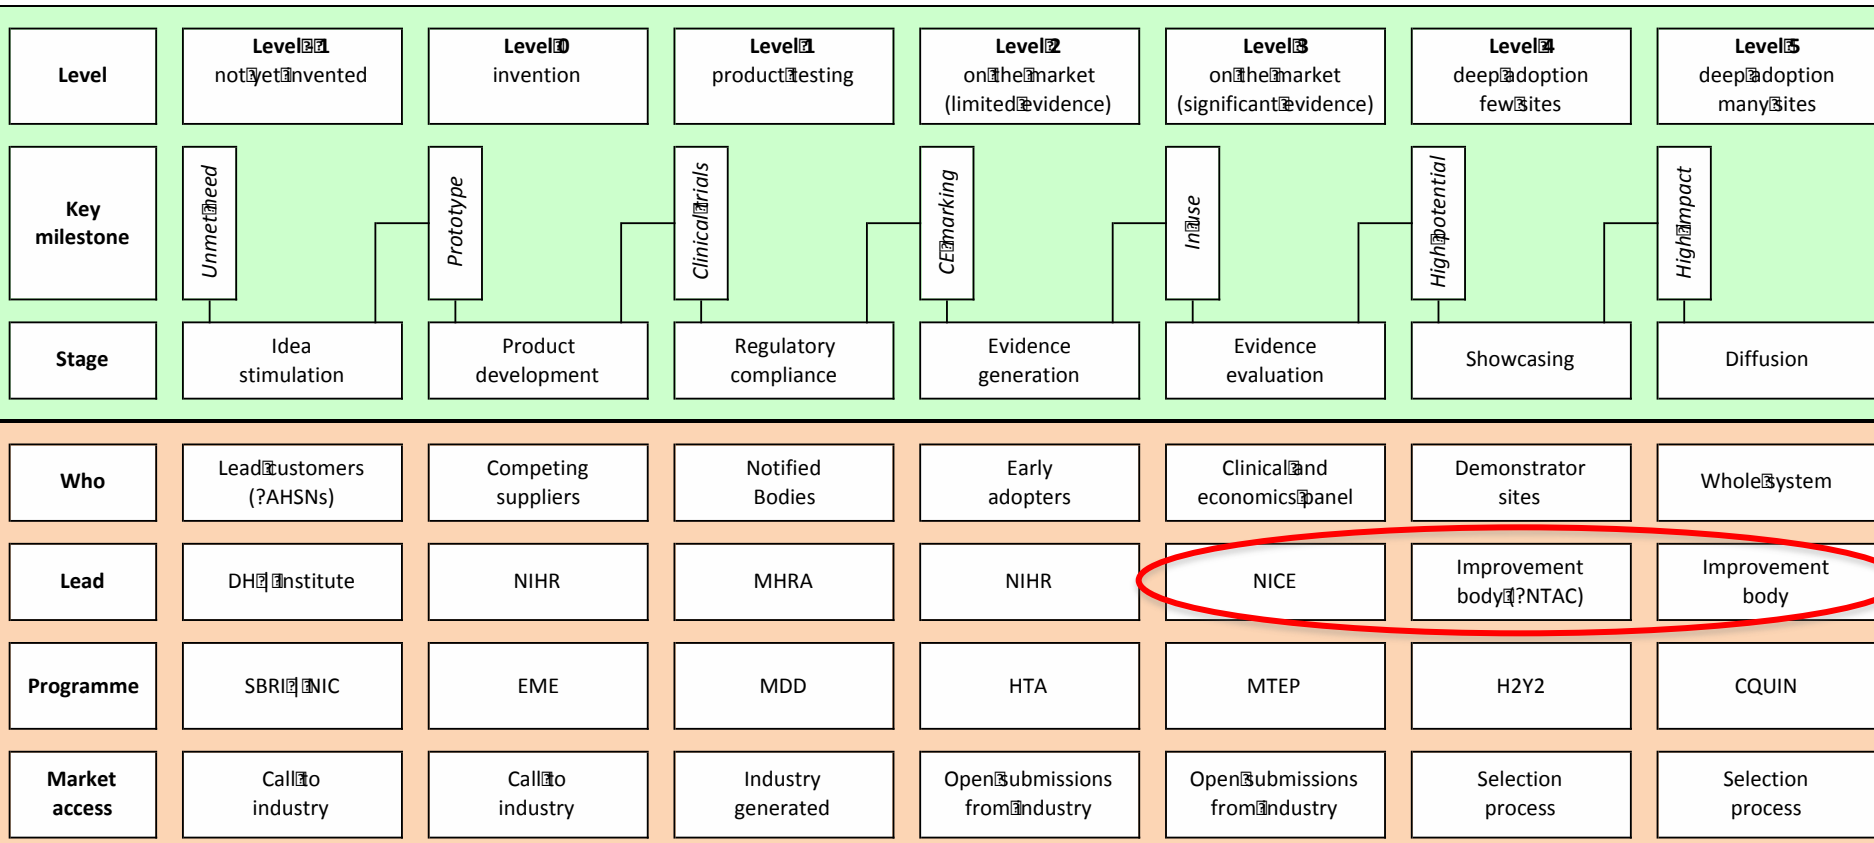 Level
Level -1
not yet invented
Level 0
invention
Level 1
product testing
Level 2
on the market
(limited evidence)
Level 3
on the market
(significant evidence)
Level 4
deep adoption
few sites
Level 5
deep adoption
many sites
Key
milestone
Unmet need
Prototype
Clinical trials
CE marking
In use
High potential
High impact
Stage
Idea
stimulation
Product
development
Regulatory
compliance
Evidence
generation
Evidence
evaluation
Showcasing
Diffusion
Who
Lead customers
(?AHSNs)
Competing
suppliers
Notified
Bodies
Early
adopters
Clinical and
economics panel
Demonstrator
sites
Whole system
Lead
DH | Institute
NIHR
MHRA
NIHR
NICE
Improvement
body (?NTAC)
Improvement
body
Programme
SBRI | NIC
EME
MDD
HTA
MTEP
H2Y2
CQUIN
Market
access
Call to
industry
Call to
industry
Industry
generated
Open submissions
from industry
Open submissions
from industry
Selection
process
Selection
process